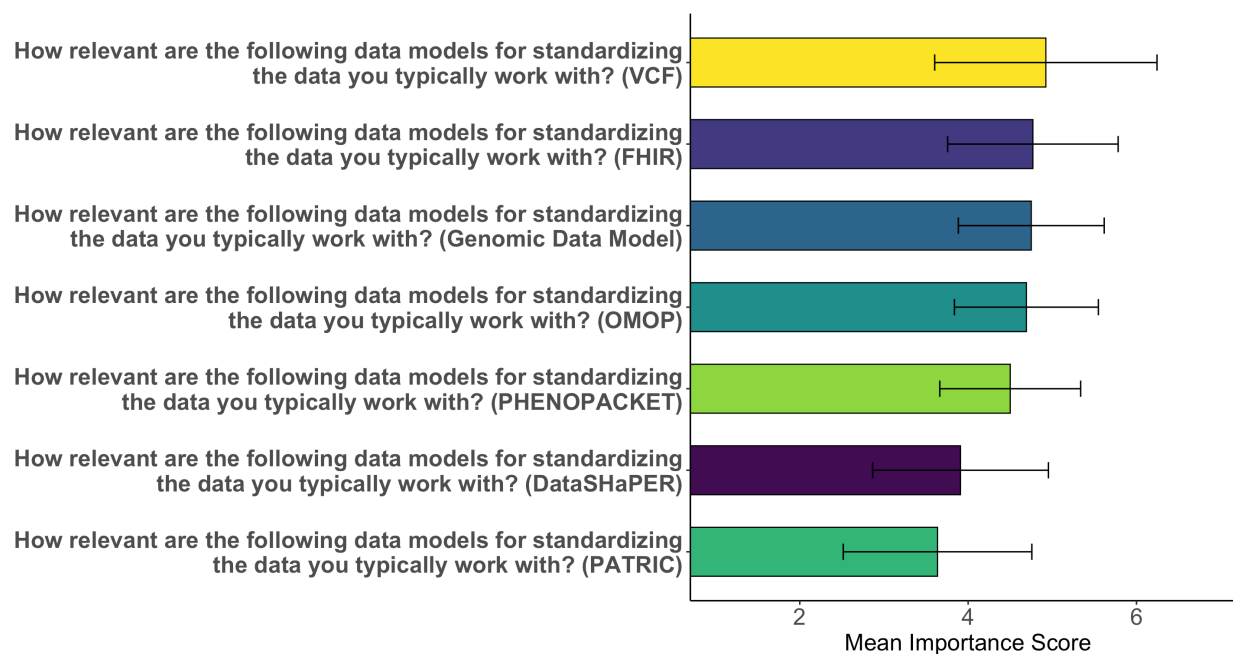 How relevant are the following data models for standardizing
the data you typically work with? (VCF)
How relevant are the following data models for standardizing
the data you typically work with? (FHIR)
How relevant are the following data models for standardizing
the data you typically work with? (Genomic Data Model)
How relevant are the following data models for standardizing
the data you typically work with? (OMOP)
How relevant are the following data models for standardizing
the data you typically work with? (PHENOPACKET)
How relevant are the following data models for standardizing
the data you typically work with? (DataSHaPER)
How relevant are the following data models for standardizing
the data you typically work with? (PATRIC)
2 4 6
Mean Importance Score